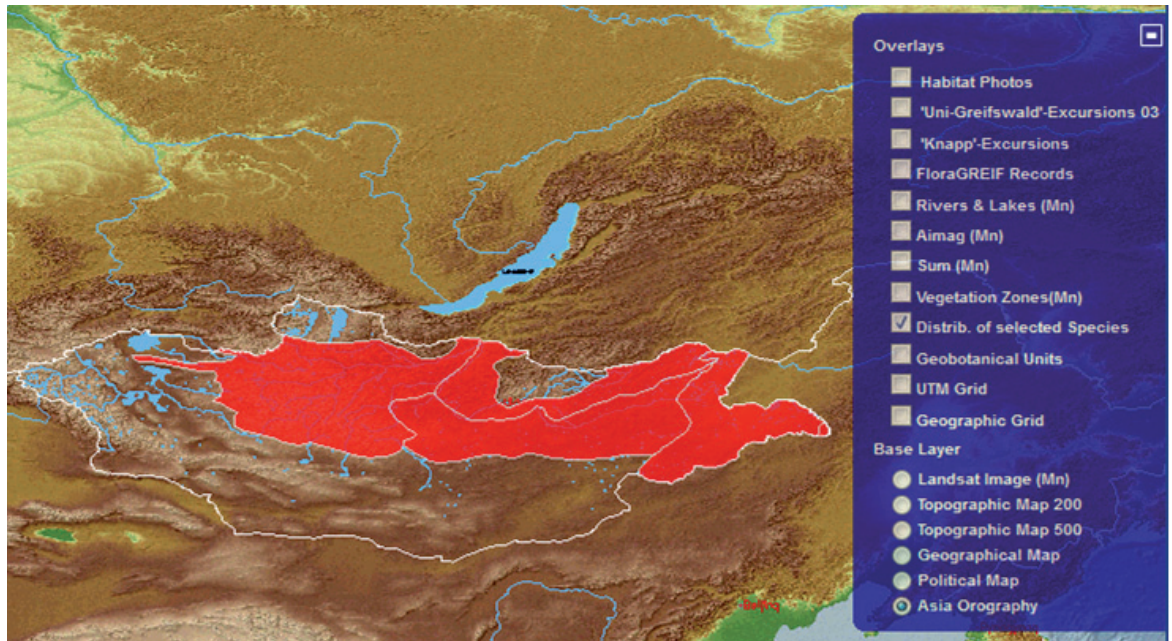 Overlays
Habitat Photos
'Uni-Greifswald'-Excursions 03
'Knapp'-Excursions
FloraGREIF Records
Rivers & Lakes (Mn)
Aimag (Mn)
Sum (Mn)
Vegetation Zones(Mn)
Distrib. of selected Species
Geobotanical Units
UTM Grid
Geographic Grid
Base Layer
Landsat Image (Mn)
Topographic Map 200
Topographic Map 500
Geographical Map
Political Map
Asia Orography